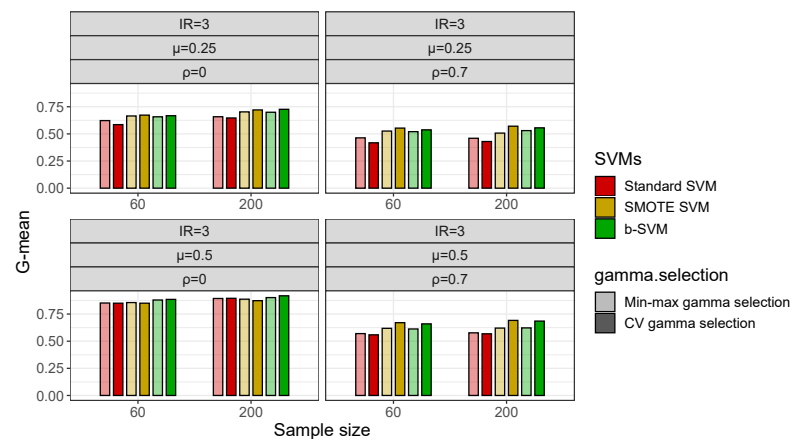 IR=3
IR=3
μ=0.25
μ=0.25
ρ=0
ρ=0.7
0.75
0.50
0.25
0.00
60
200
60
200
G-mean
IR=3
IR=3
μ=0.5
μ=0.5
ρ=0
ρ=0.7
0.75
0.50
0.25
0.00
60
200
60
200
Sample size
SVMs
Standard SVM
SMOTE SVM
b-SVM
gamma.selection
Min-max gamma selection
CV gamma selection